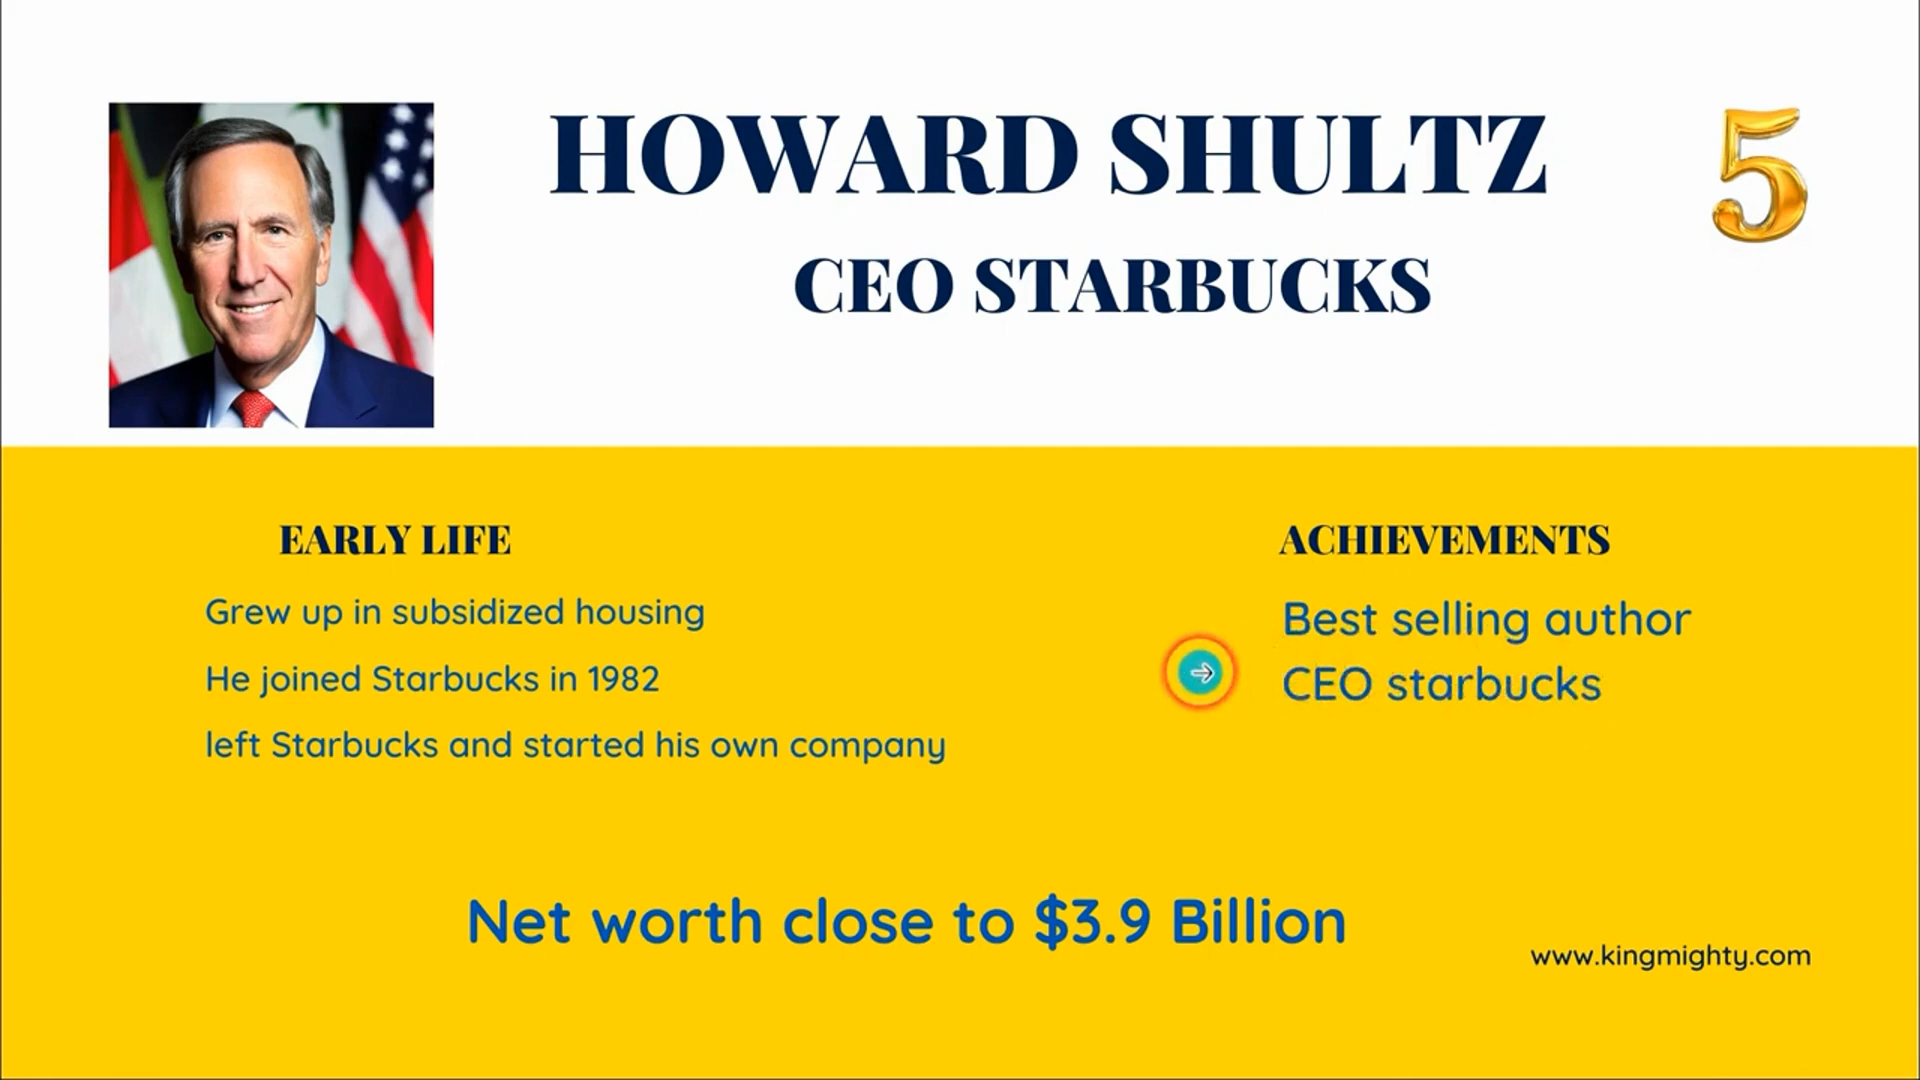 HOWARD SHULTZ
5
CEO STARBUCKS
EARLY LIFE
Grew up in subsidized housing
He joined Starbucks in 1982
left Starbucks and started his own company
ACHIEVEMENTS
Best selling author
CEO starbucks
Net worth close to $3.9 Billion
www.kingmighty.com